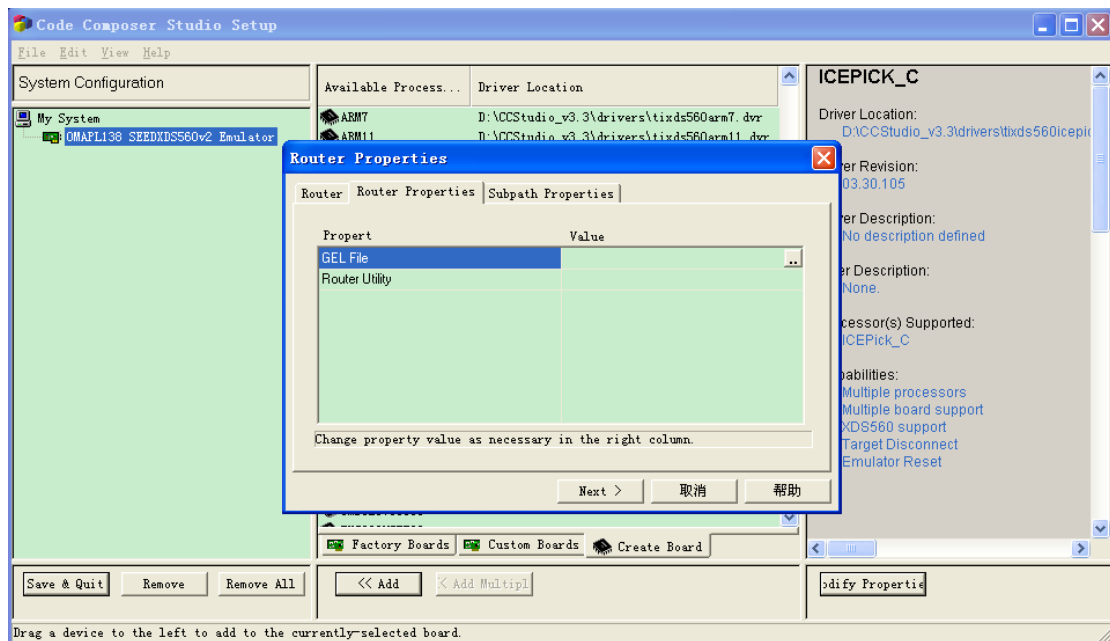 Code Composer Studio Setup
File Edit View Help
System Configuration
My System
OMAPL138 SEEDXDS560v2 Emulator
Available Process... Driver Location
ARM7 D:\CCStudio_v3.3\drivers\tixds560arm7.dvr
ARM11 D:\CCStudio_v3.3\drivers\tixds560arm11.dvr
Router Properties
Router Router Properties Subpath Properties
Propert Value
GEL File ..
Router Utility
Change property value as necessary in the right column.
Next > 取消 帮助
ICEPICK_C
Driver Location:
D:\CCStudio_v3.3\drivers\tixds560icepic
er Revision:
03.30.105
er Description:
No description defined
r Description:
None.
cessor(s) Supported:
ICEPick_C
pabilities:
Multiple processors
Multiple board support
XDS560 support
Target Disconnect
Emulator Reset
Factory Boards Custom Boards Create Board
Save & Quit Remove Remove All << Add < Add Multipl odify Propertie
Drag a device to the left to add to the currently-selected board.